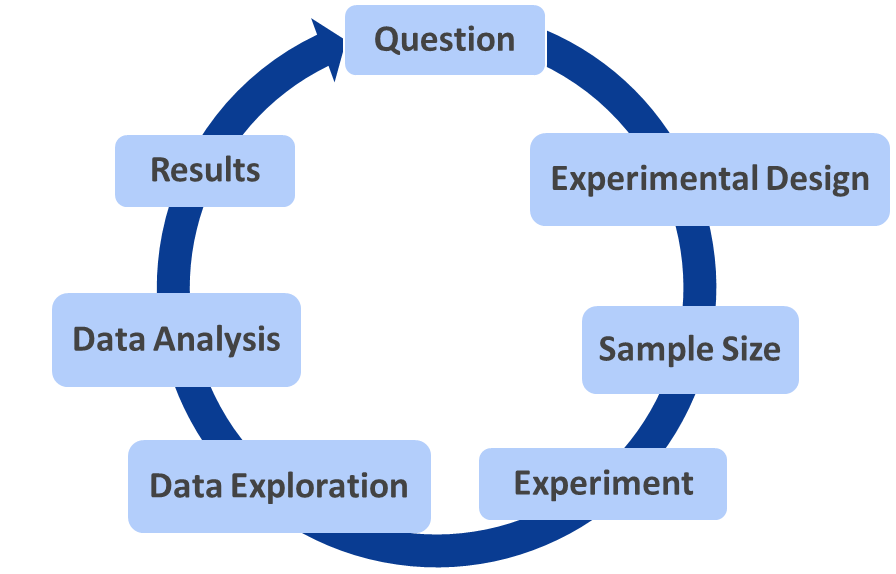 Question
Experimental Design
Sample Size
Experiment
Data Exploration
Data Analysis
Results